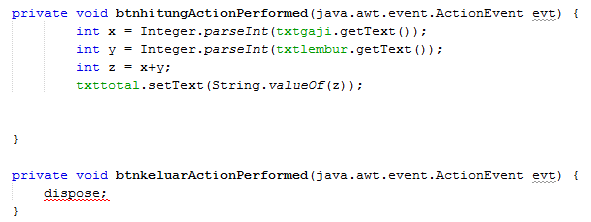 private void btnhitungActionPerformed(java.awt.event.ActionEvent evt) {
int x = Integer.parseInt(txtgaji.getText());
int y = Integer.parseInt(txtlembur.getText());
int z = x+y;
txttotal.setText(String.valueOf(z));
}
private void btnkeluarActionPerformed(java.awt.event.ActionEvent evt) {
dispose;
}